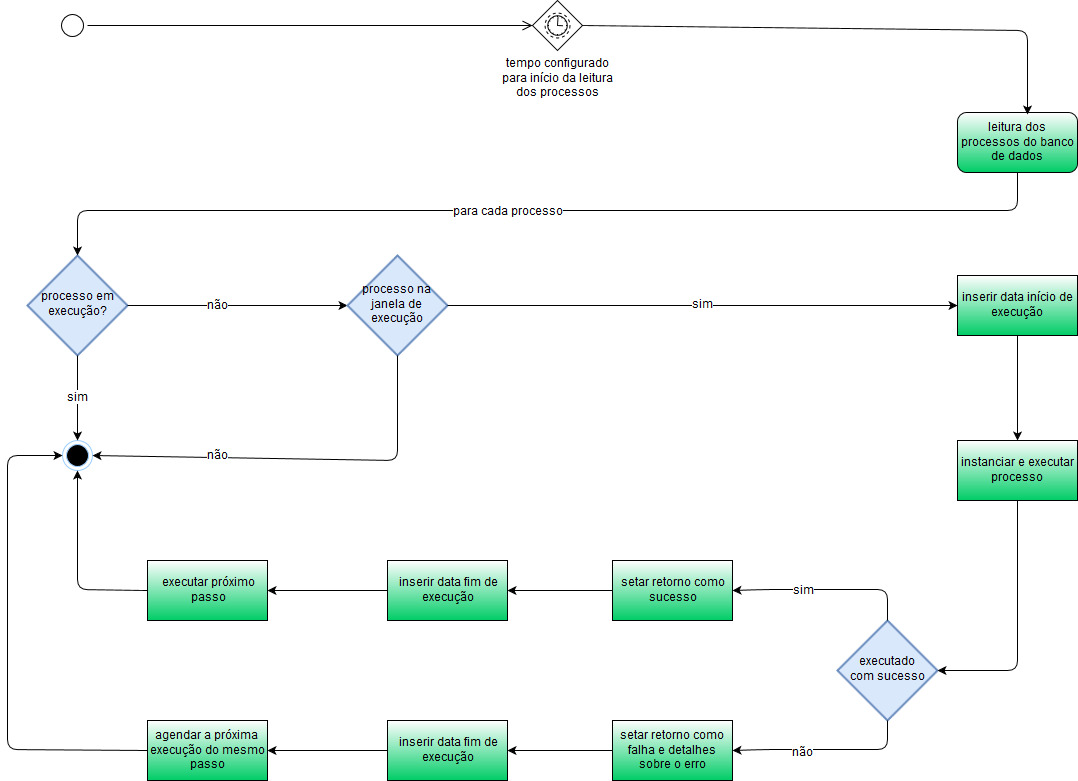 tempo configurado
para início da leitura
dos processos
leitura dos
processos do banco
de dados
para cada processo
processo em
execução?
não
processo na
janela de
execução
sim
inserir data início de
execução
sim
não
instanciar e executar
processo
executar próximo
passo
inserir data fim de
execução
setar retorno como
sucesso
sim
executado
com sucesso
agendar a próxima
execução do mesmo
passo
inserir data fim de
execução
setar retorno como
falha e detalhes
sobre o erro
não